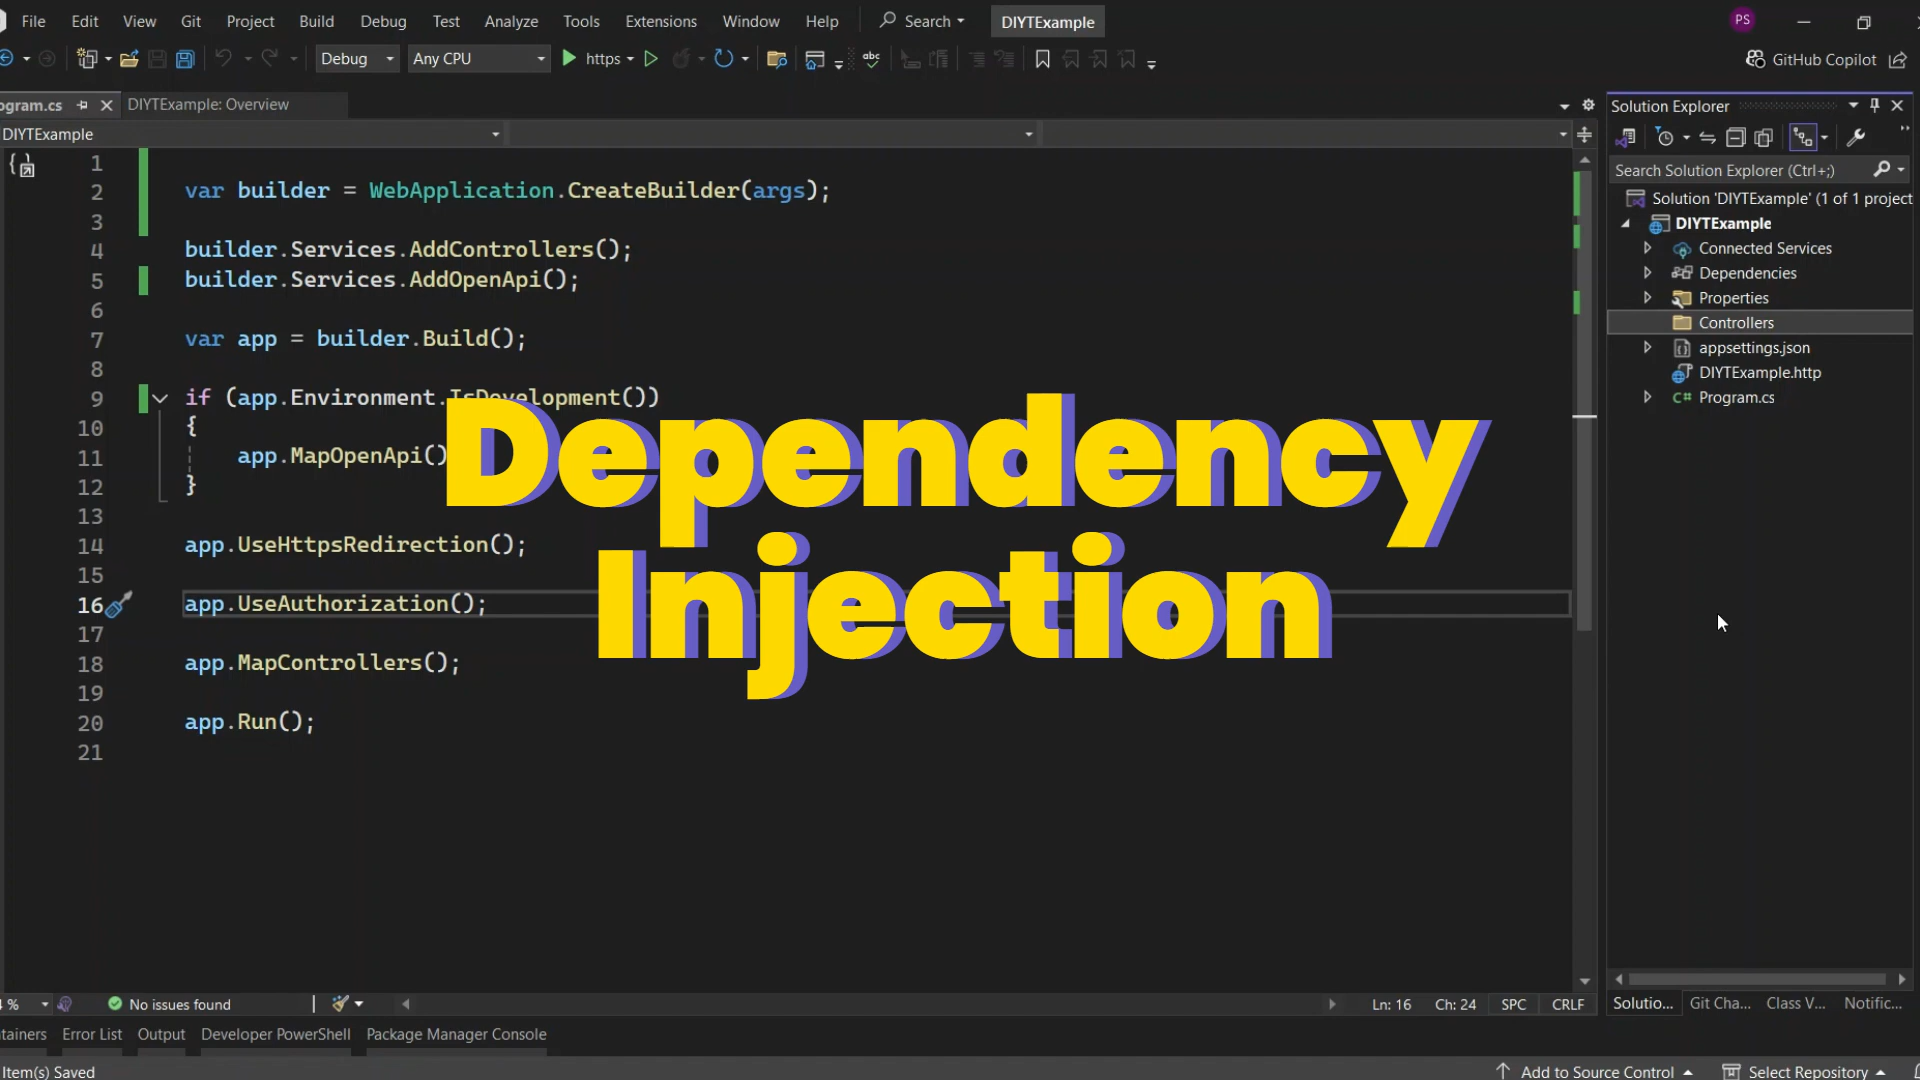 File Edit View Git Project Build Debug Test Analyze Tools Extensions Window Help Search DIYTExample PS
Debug Any CPU https abc GitHub Copilot
ogram.cs DIYTExample: Overview
DIYTExample
1
2 var builder = WebApplication.CreateBuilder(args);
3
4 builder.Services.AddControllers();
5 builder.Services.AddOpenApi();
6
7 var app = builder.Build();
8
9 if (app.Environment.IsDevelopment())
10 {
11 app.MapOpenApi()
12 }
13
14 app.UseHttpsRedirection();
15
16 app.UseAuthorization();
17
18 app.MapControllers();
19
20 app.Run();
21
Dependency
Injection
Solution Explorer
Search Solution Explorer (Ctrl+;)
Solution 'DIYTExample' (1 of 1 project
DIYTExample
Connected Services
Dependencies
Properties
Controllers
appsettings.json
DIYTExample.http
C# Program.cs
% No issues found Ln: 16 Ch: 24 SPC CRLF
Solutio... Git Cha... Class V... Notific...
tainers Error List Output Developer PowerShell Package Manager Console
Item(s) Saved Add to Source Control Select Repository